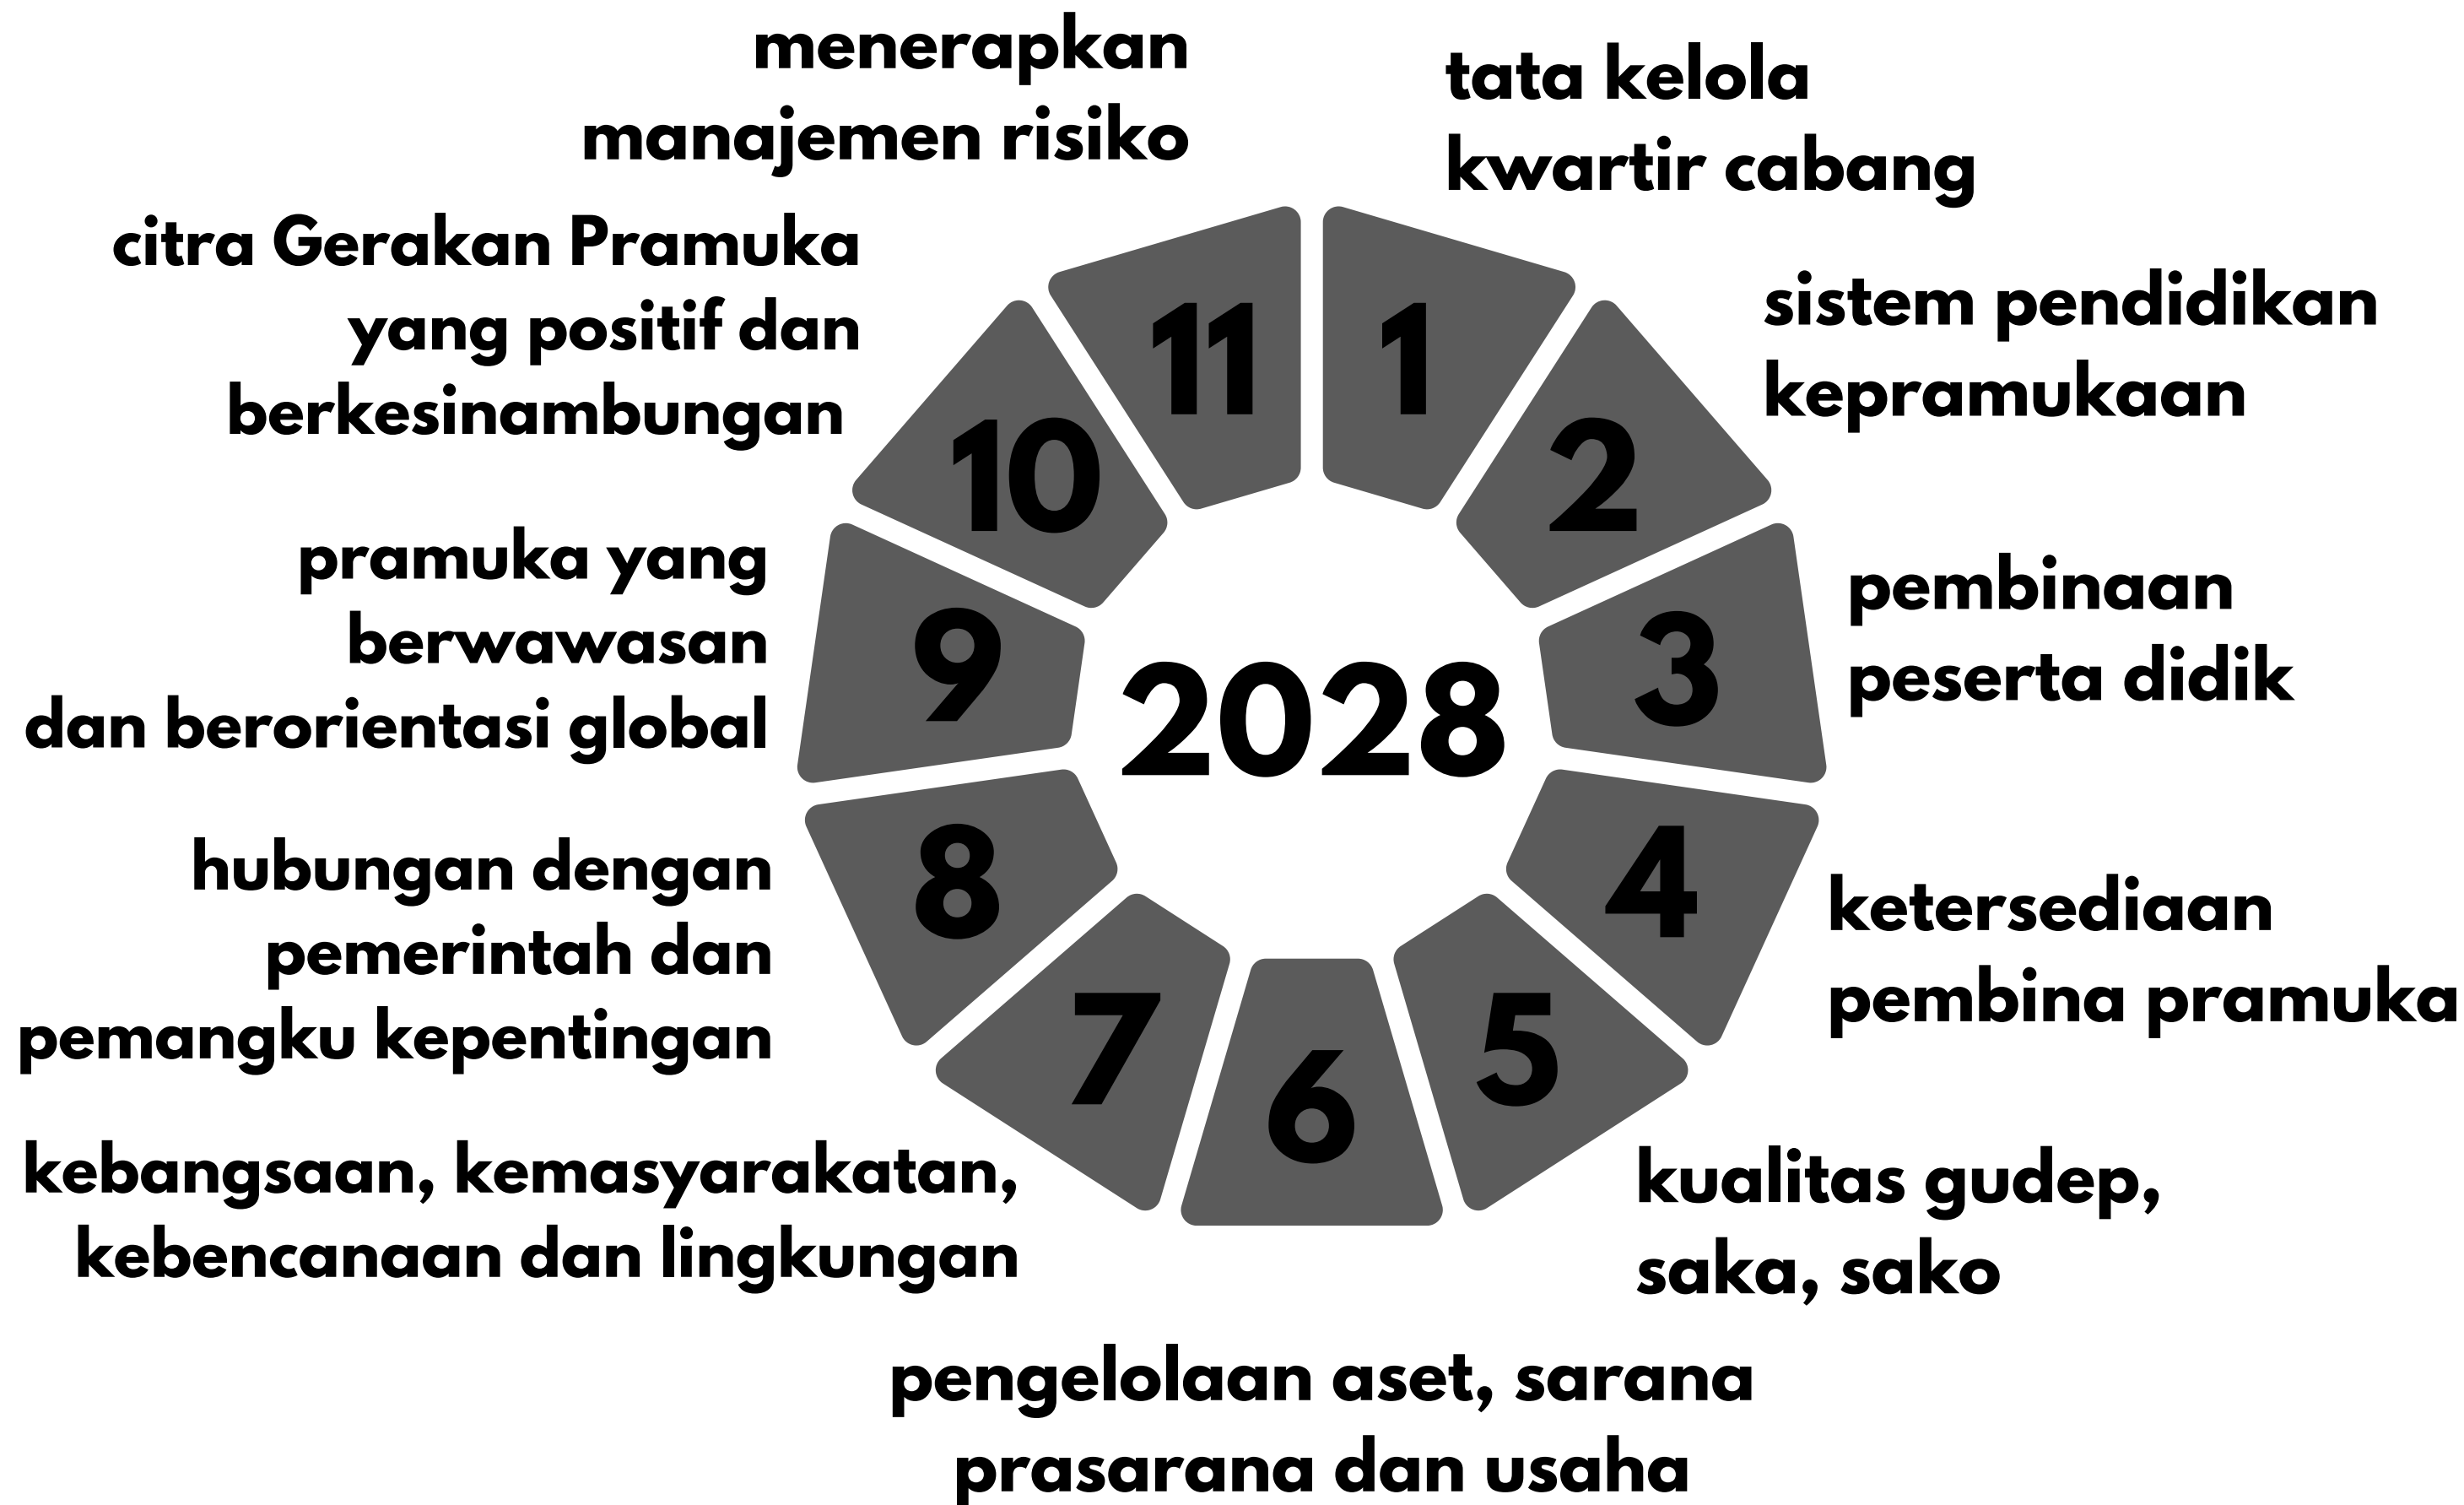 menerapkan
manajemen risiko
tata kelola
kwartir cabang
citra Gerakan Pramuka
yang positif dan
berkesinambungan
sistem pendidikan
kepramukaan
11
1
10
2
pramuka yang
berwawasan
dan berorientasi global
9
2028
3
pembinaan
peserta didik
hubungan dengan
pemerintah dan
pemangku kepentingan
8
4
ketersediaan
pembina pramuka
7
6
5
kebangsaan, kemasyarakatan,
kebencanaan dan lingkungan
kualitas gudep,
saka, sako
pengelolaan aset, sarana
prasarana dan usaha